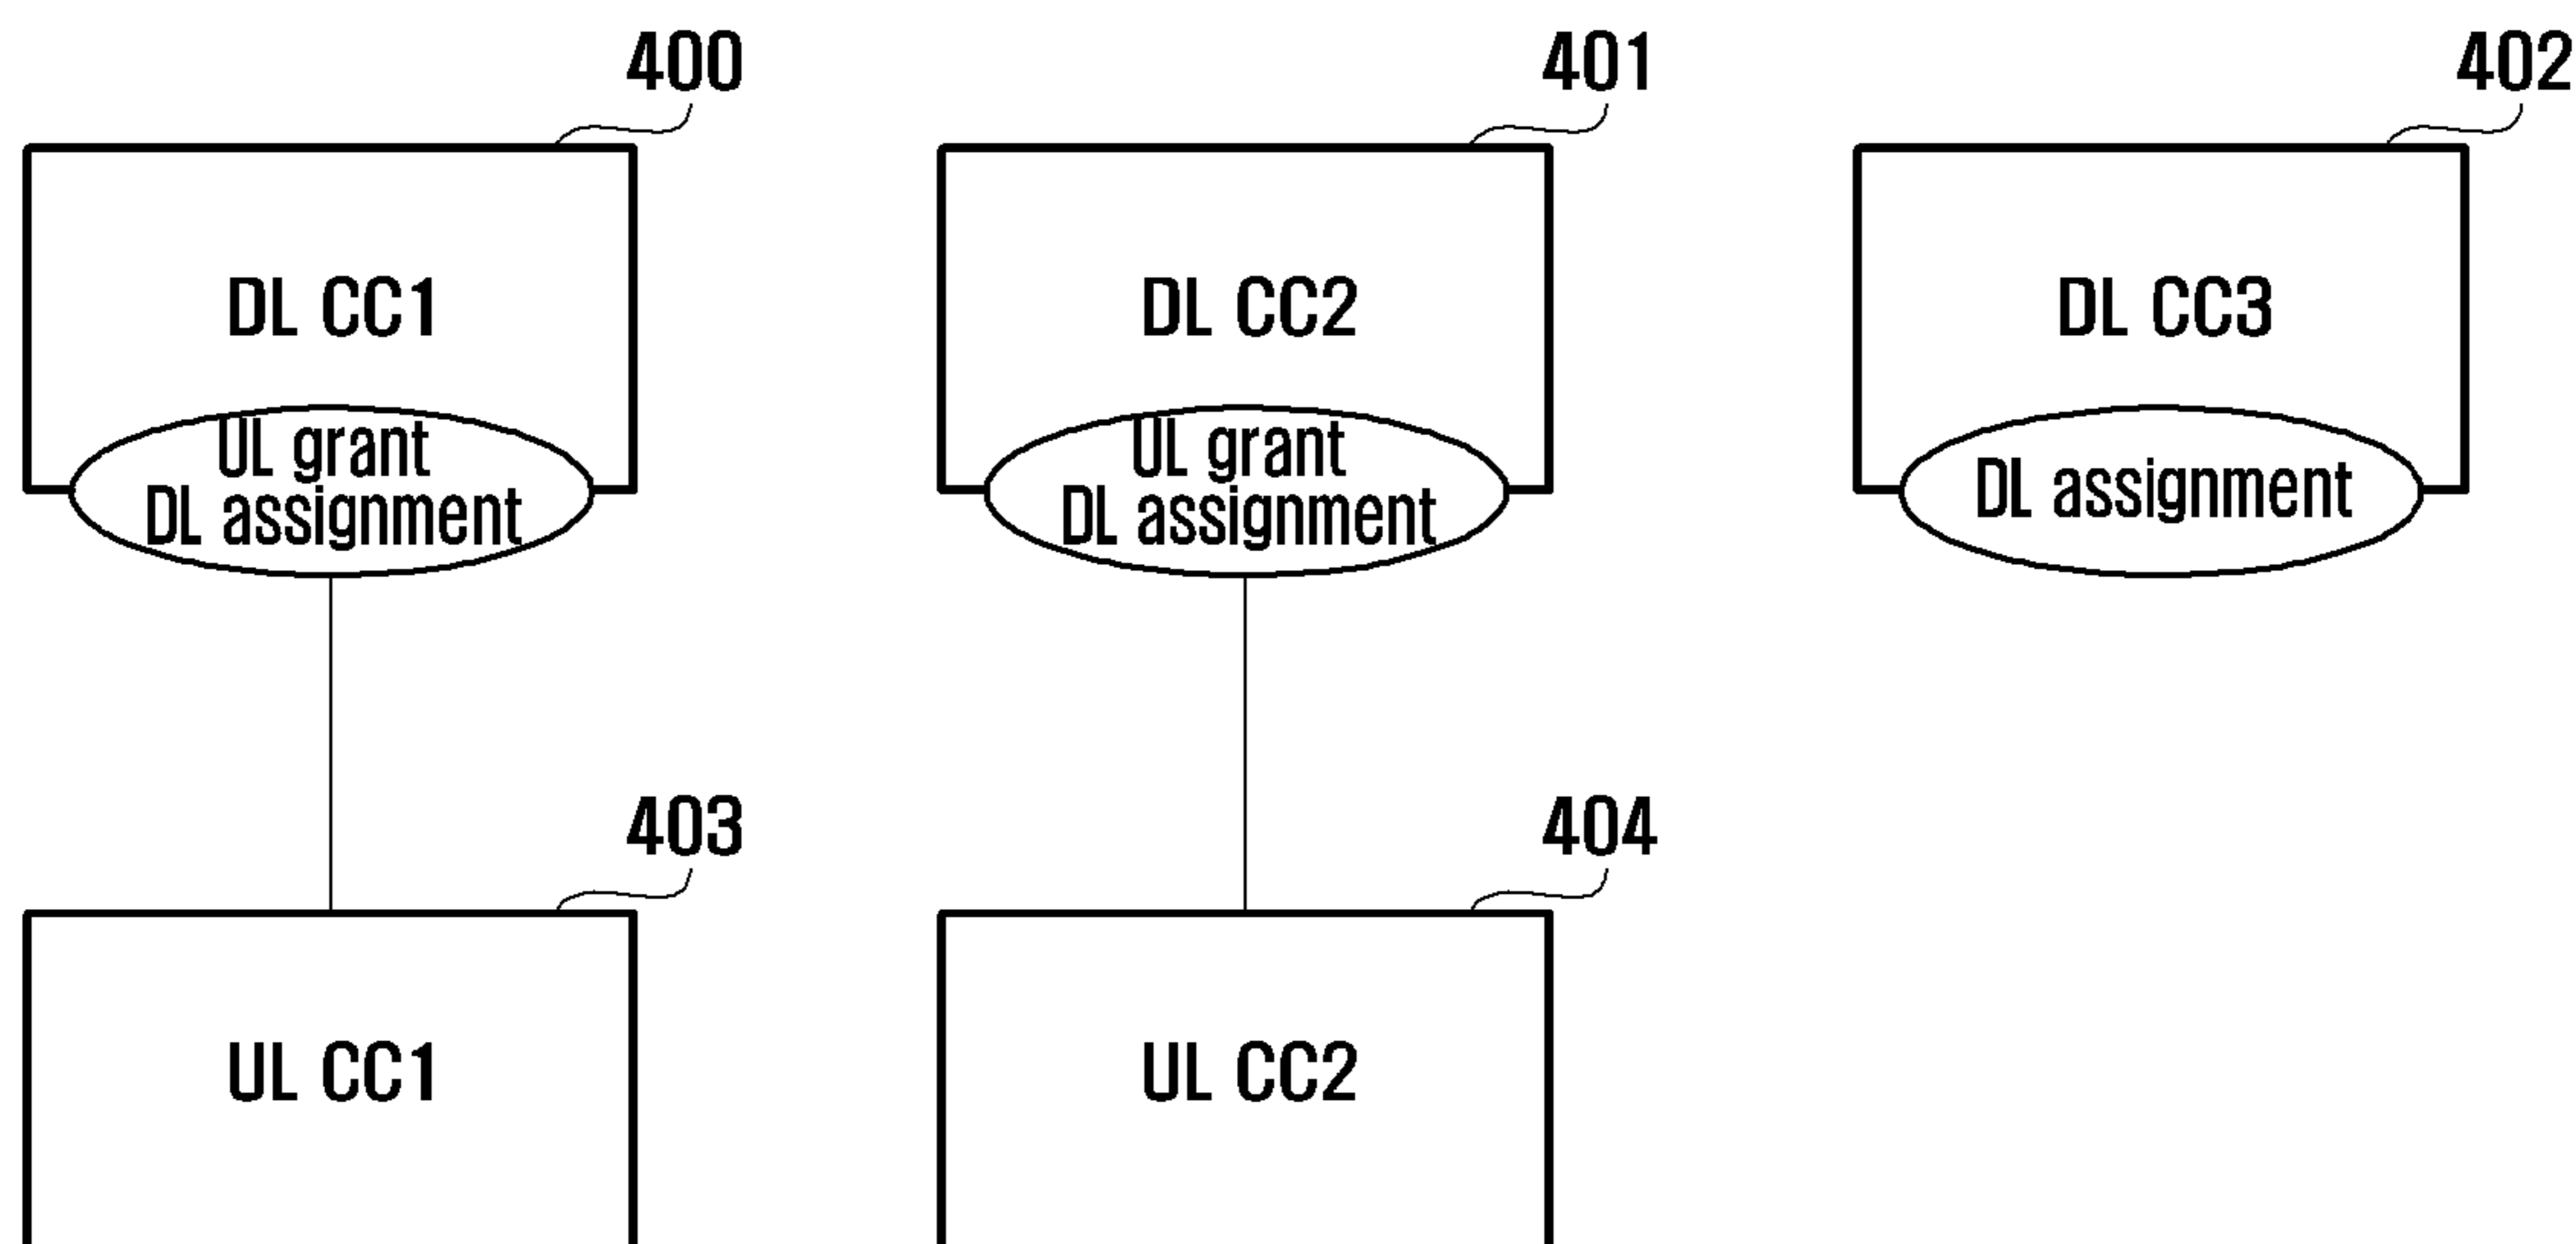 400
401
402
DL CC1
DL CC2
DL CC3
UL grant
DL assignment
UL grant
DL assignment
DL assignment
403
404
UL CC1
UL CC2